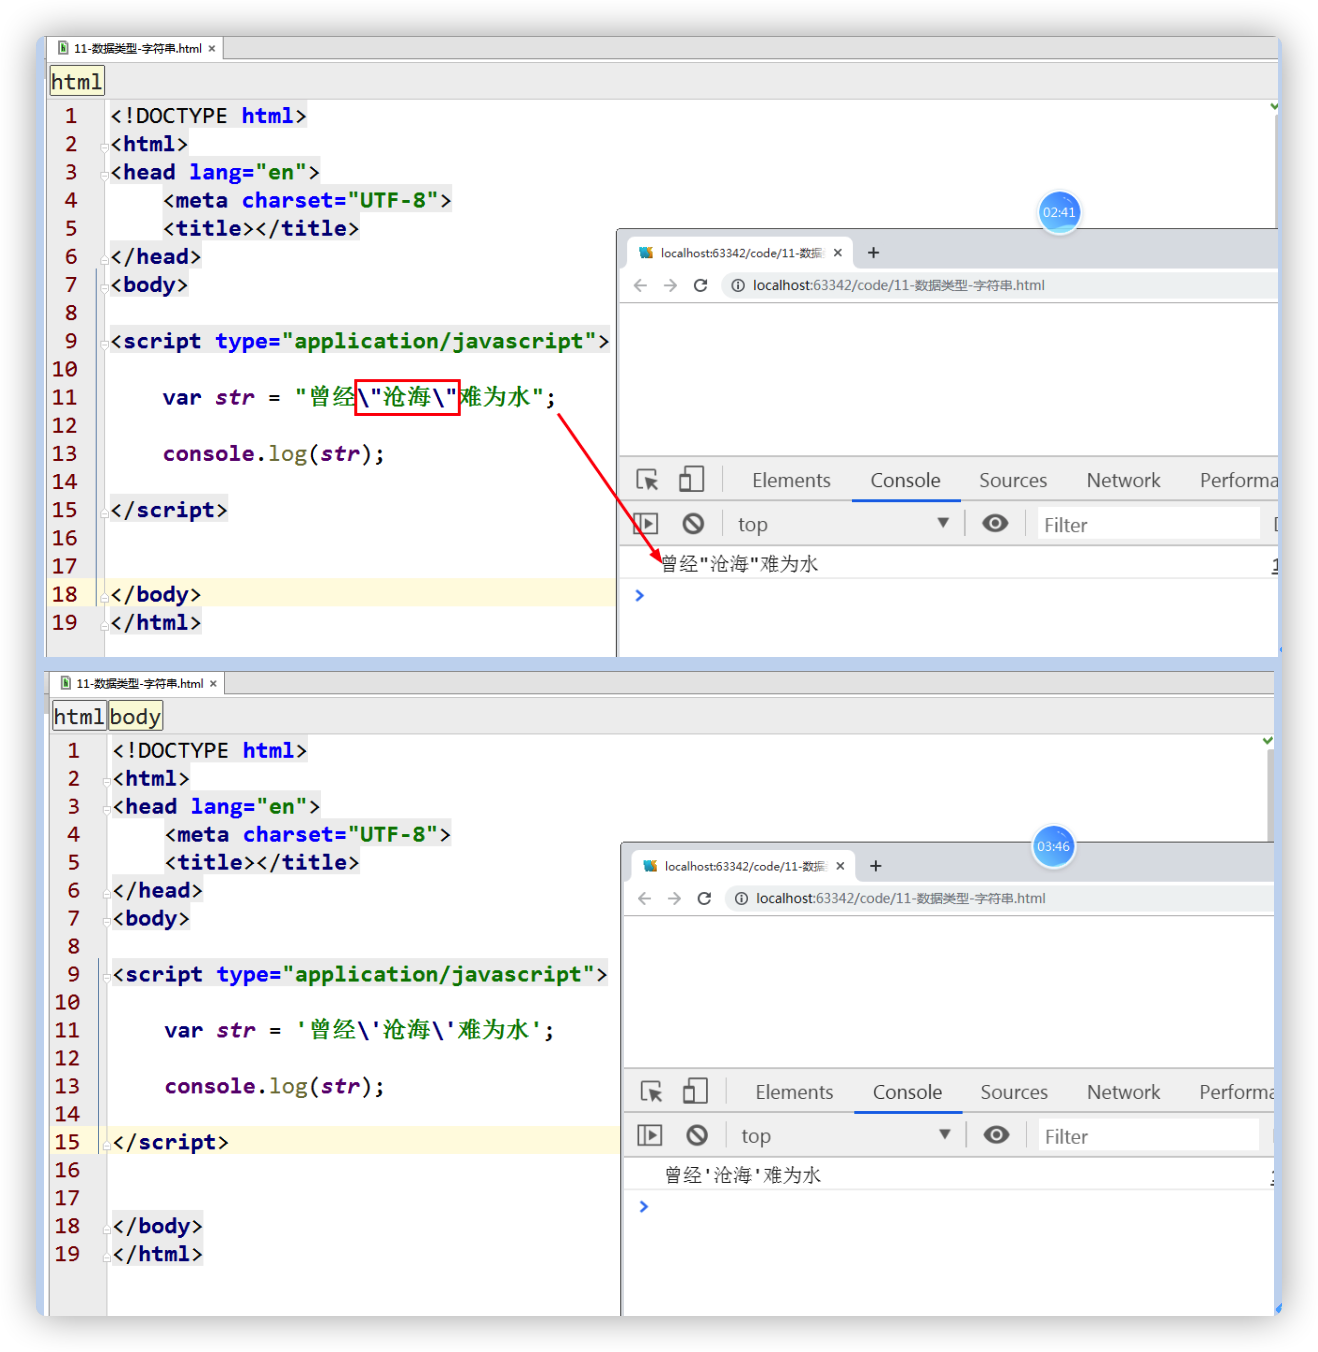 11-数据类型-字符串.html ×
html
1 <!DOCTYPE html>
2 <html>
3 <head lang="en">
4 <meta charset="UTF-8">
5 <title></title>
6 </head>
7 <body>
8
9 <script type="application/javascript">
10
11 var str = "曾经\"沧海\"难为水";
12
13 console.log(str);
14
15 </script>
16
17
18 </body>
19 </html>
02:41
localhost:63342/code/11-数据 × +
localhost:63342/code/11-数据类型-字符串.html
Elements Console Sources Network Performa
top Filter
曾经"沧海"难为水
11-数据类型-字符串.html ×
html body
1 <!DOCTYPE html>
2 <html>
3 <head lang="en">
4 <meta charset="UTF-8">
5 <title></title>
6 </head>
7 <body>
8
9 <script type="application/javascript">
10
11 var str = '曾经\'沧海\'难为水';
12
13 console.log(str);
14
15 </script>
16
17
18 </body>
19 </html>
03:46
localhost:63342/code/11-数据 × +
localhost:63342/code/11-数据类型-字符串.html
Elements Console Sources Network Performa
top Filter
曾经'沧海'难为水